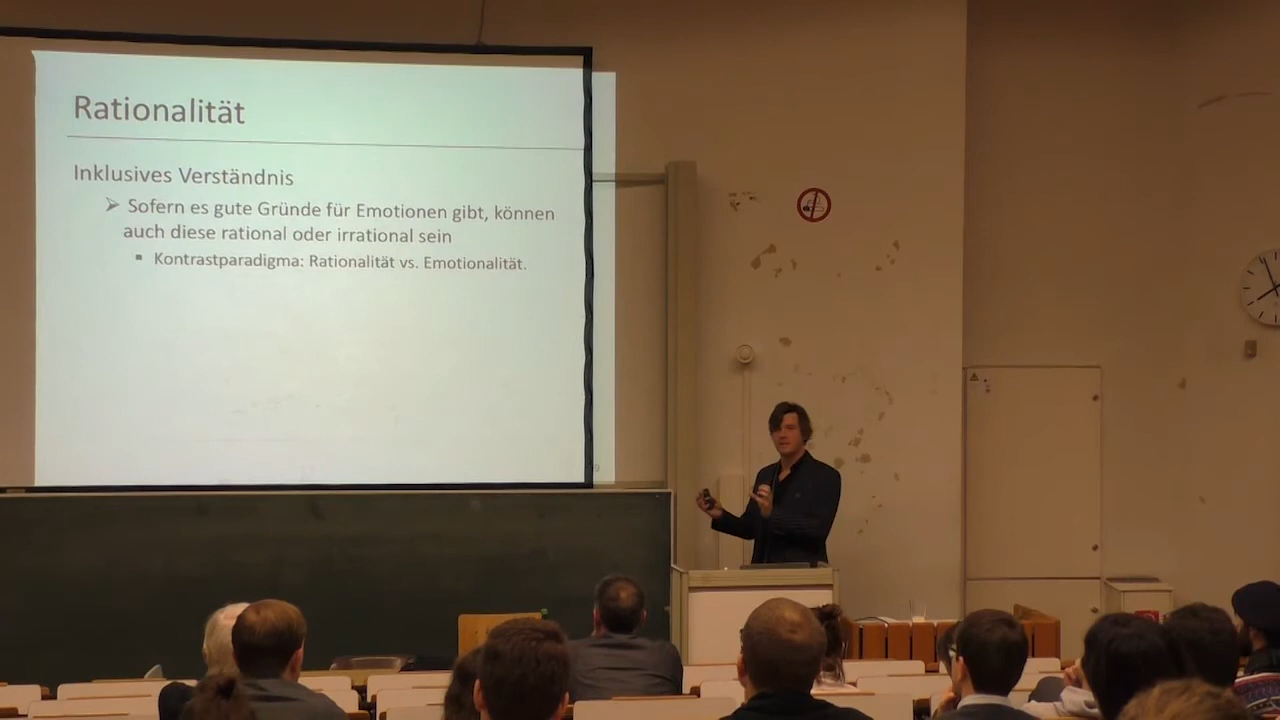 Rationalität
Inklusives Verständnis
Sofern es gute Gründe für Emotionen gibt, können
auch diese rational oder irrational sein
Kontrastparadigma: Rationalität vs. Emotionalität.